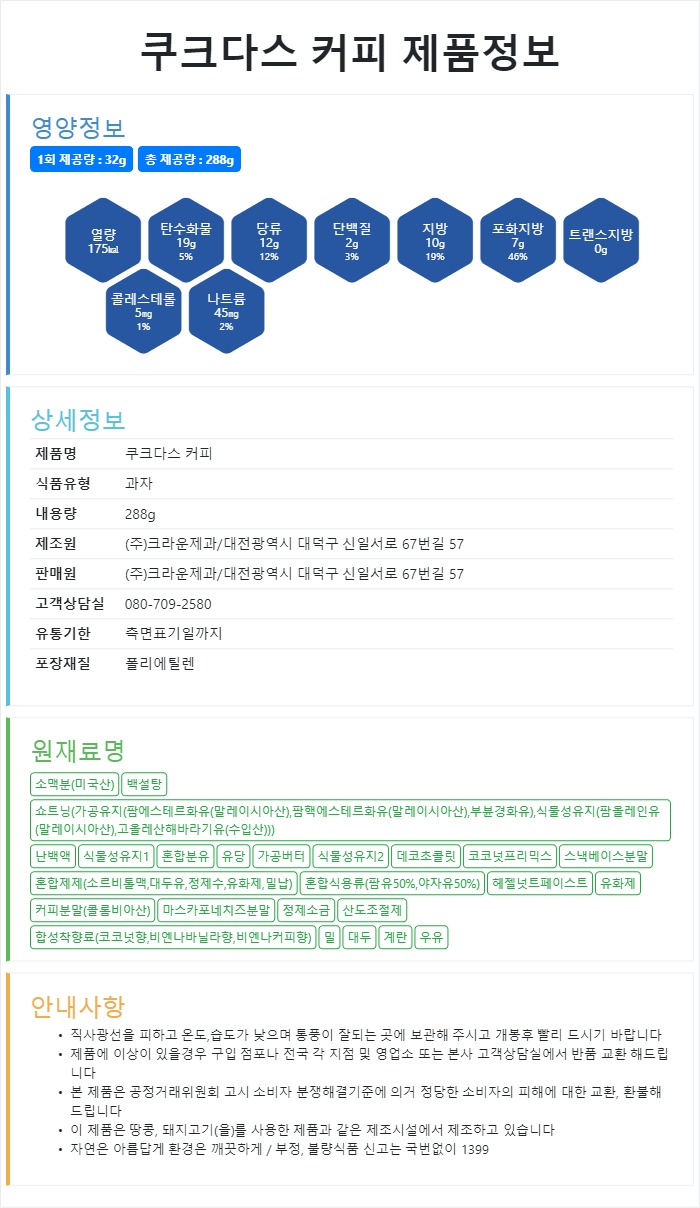 쿠크다스 커피 제품정보
영양정보
1회 제공량 : 32g 총 제공량 : 288g
열량
175㎉
탄수화물
19g
5%
당류
12g
12%
단백질
2g
3%
지방
10g
19%
포화지방
7g
46%
트랜스지방
0g
콜레스테롤
5㎎
1%
나트륨
45㎎
2%
상세정보
제품명 쿠크다스 커피
식품유형 과자
내용량 288g
제조원 (주)크라운제과/대전광역시 대덕구 신일서로 67번길 57
판매원 (주)크라운제과/대전광역시 대덕구 신일서로 67번길 57
고객상담실 080-709-2580
유통기한 측면표기일까지
포장재질 폴리에틸렌
원재료명
소맥분(미국산) 백설탕
쇼트닝(가공유지(팜에스테르화유(말레이시아산),팜핵에스테르화유(말레이시아산),부분경화유),식물성유지(팜올레인유
(말레이시아산),고올레산해바라기유(수입산)))
난백액 식물성유지1 혼합분유 유당 가공버터 식물성유지2 데코초콜릿 코코넛프리믹스 스낵베이스분말
혼합제제(소르비톨액,대두유,정제수,유화제,밀납) 혼합식용류(팜유50%,야자유50%) 헤젤넛트페이스트 유화제
커피분말(콜롬비아산) 마스카포네치즈분말 정제소금 산도조절제
합성착향료(코코넛향,비엔나바닐라향,비엔나커피향) 밀 대두 계란 우유
안내사항
• 직사광선을 피하고 온도,습도가 낮으며 통풍이 잘되는 곳에 보관해 주시고 개봉후 빨리 드시기 바랍니다
• 제품에 이상이 있을경우 구입 점포나 전국 각 지점 및 영업소 또는 본사 고객상담실에서 반품 교환 해드립
니다
• 본 제품은 공정거래위원회 고시 소비자 분쟁해결기준에 의거 정당한 소비자의 피해에 대한 교환, 환불해
드립니다
• 이 제품은 땅콩, 돼지고기(을)를 사용한 제품과 같은 제조시설에서 제조하고 있습니다
• 자연은 아름답게 환경은 깨끗하게 / 부정, 불량식품 신고는 국번없이 1399